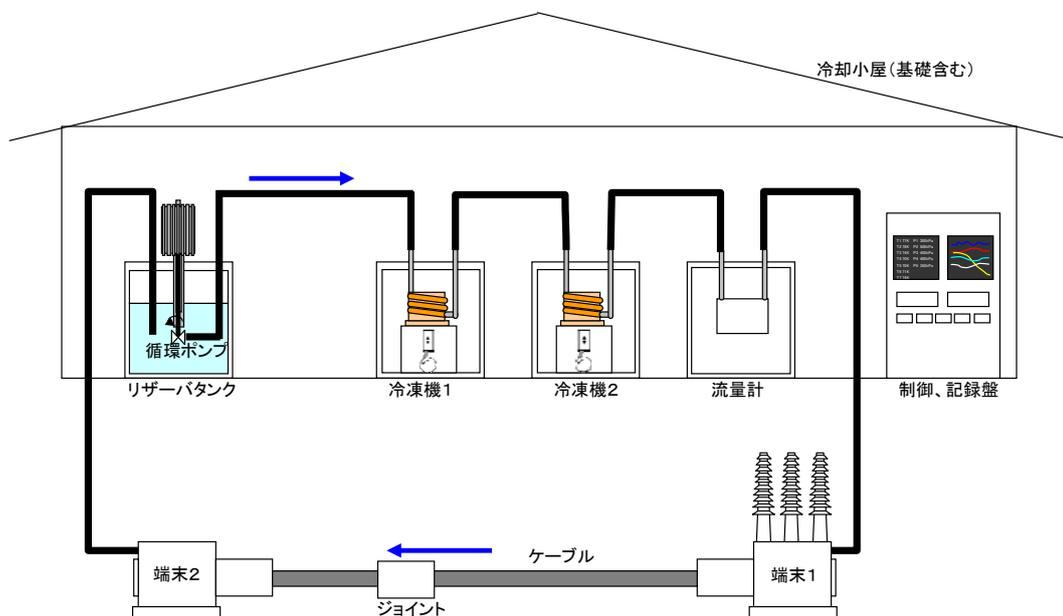 冷却小屋(基礎含む)
循環ポンプ
リザーバタンク
冷凍機1
冷凍機2
流量計
制御、記録盤
ケーブル
端末2
端末1
ジョイント